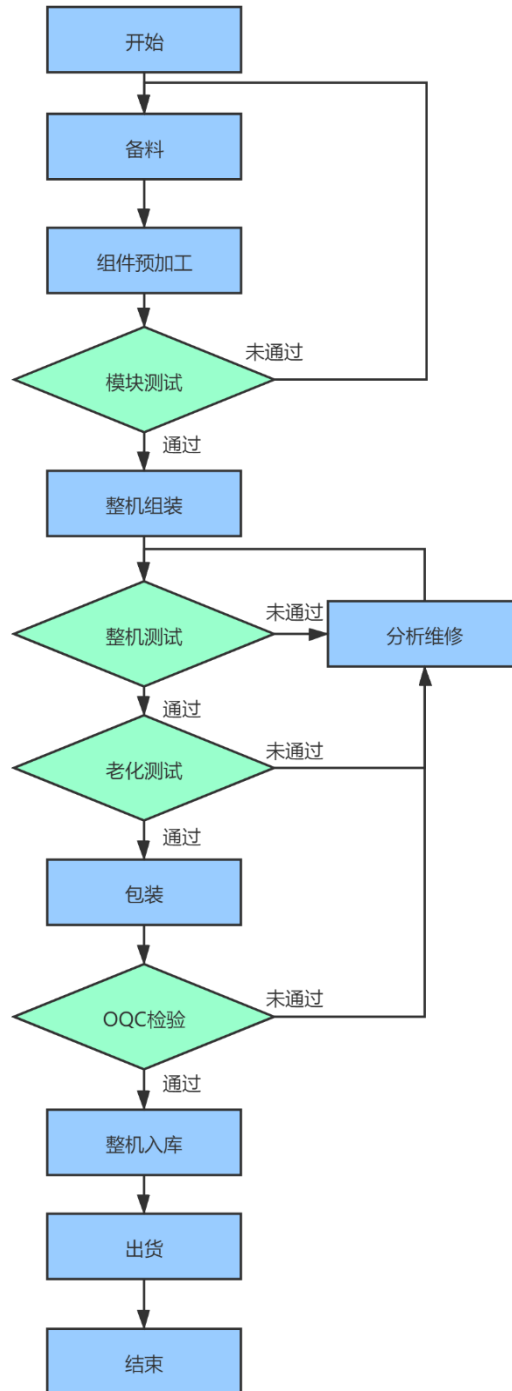 开始
备料
组件预加工
模块测试
未通过
通过
整机组装
整机测试
未通过
分析维修
通过
老化测试
未通过
通过
包装
OQC检验
未通过
通过
整机入库
出货
结束